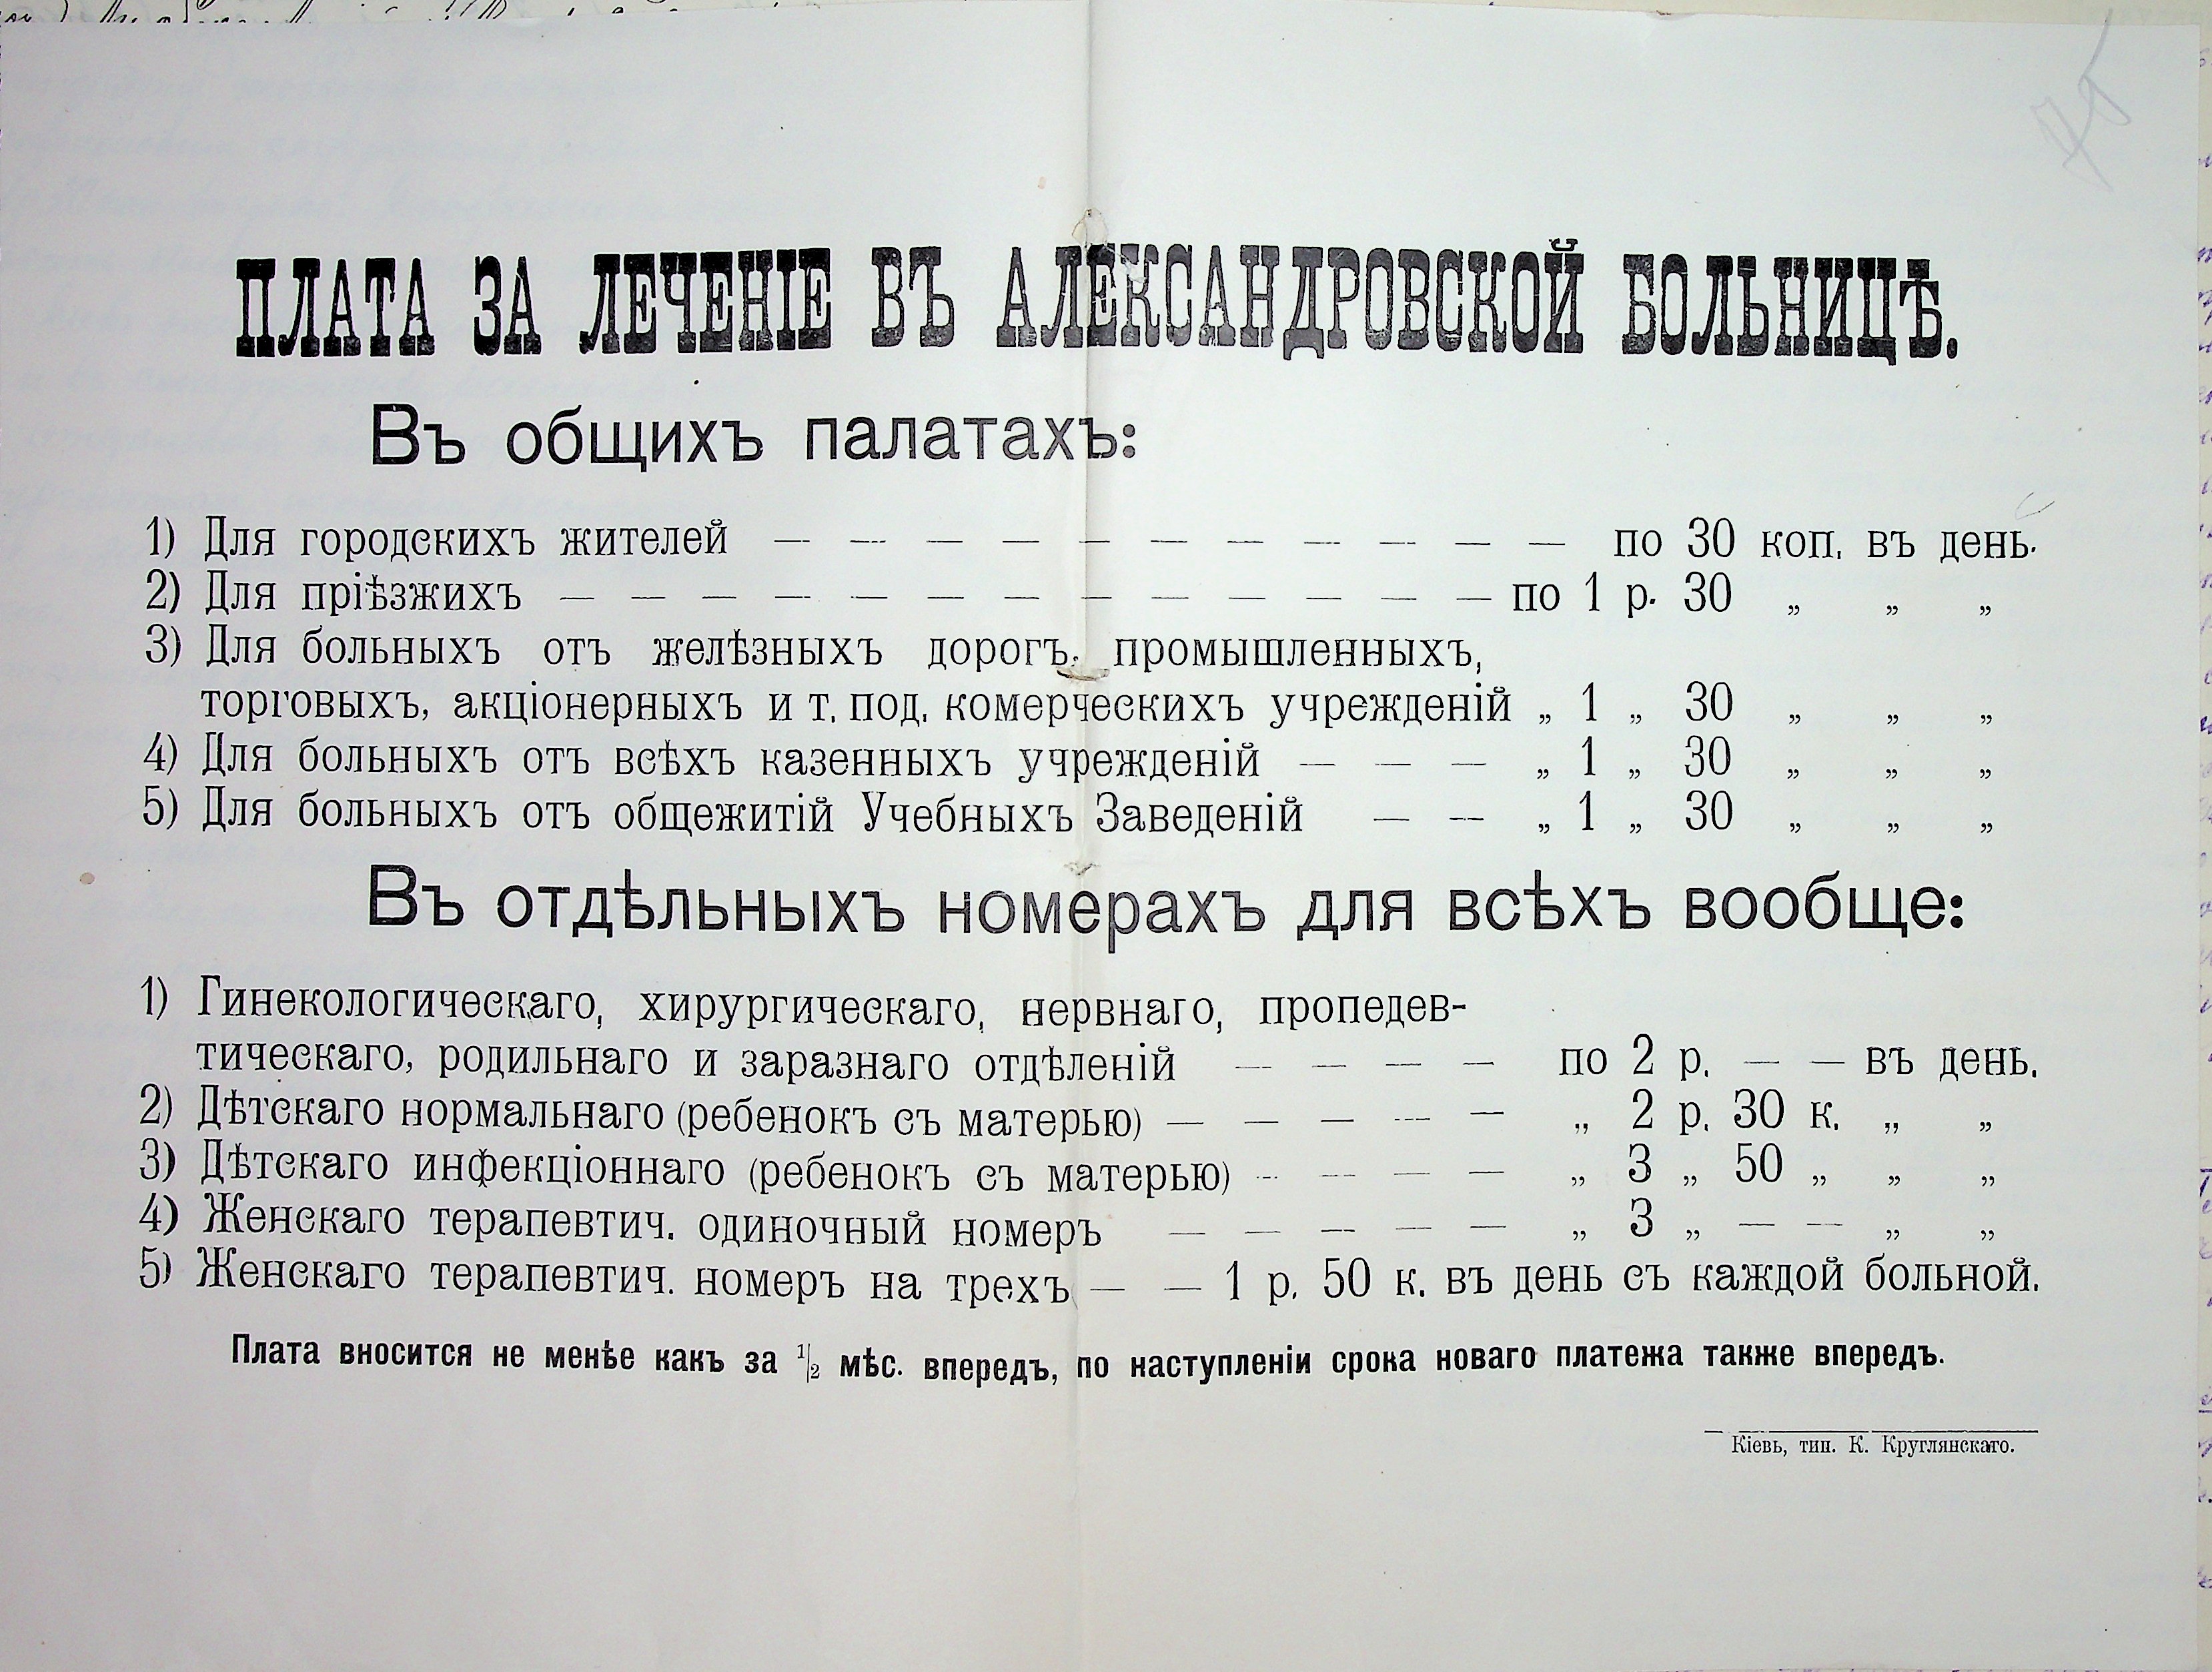 ПЛАТА ЗА ЛЕЧЕНІЕ ВЪ АЛЕКСАНДРОВСКОЙ БОЛЬНИЦѢ.
Въ общихъ палатахъ:
1) Для городскихъ жителей — — — — — — — — — — — по 30 коп. въ день.
2) Для пріѣзжихъ — — — — — — — — — — — — — по 1 р. 30 „ „ „
3) Для больныхъ отъ желѣзныхъ дорогъ, промышленныхъ,
торговыхъ, акціонерныхъ и т. под. комерческихъ учрежденій „ 1 „ 30 „ „ „
4) Для больныхъ отъ всѣхъ казенныхъ учрежденій — — — „ 1 „ 30 „ „ „
5) Для больныхъ отъ общежитій Учебныхъ Заведеній — — „ 1 „ 30 „ „ „
Въ отдѣльныхъ номерахъ для всѣхъ вообще:
1) Гинекологическаго, хирургическаго, нервнаго, пропедев-
тическаго, родильнаго и заразнаго отдѣленій — — — — по 2 р. — — въ день.
2) Дѣтскаго нормальнаго (ребенокъ съ матерью) — — — — — „ 2 р. 30 к. „ „
3) Дѣтскаго инфекціоннаго (ребенокъ съ матерью) — — — — „ 3 „ 50 „ „ „
4) Женскаго терапевтич. одиночный номеръ — — — — — „ 3 „ — — „ „
5) Женскаго терапевтич. номеръ на трехъ — — 1 р. 50 к. въ день съ каждой больной.
Плата вносится не менѣе какъ за 1/2 мѣс. впередъ, по наступленіи срока новаго платежа также впередъ.
Кіевь, тип. К. Круглянскаго.